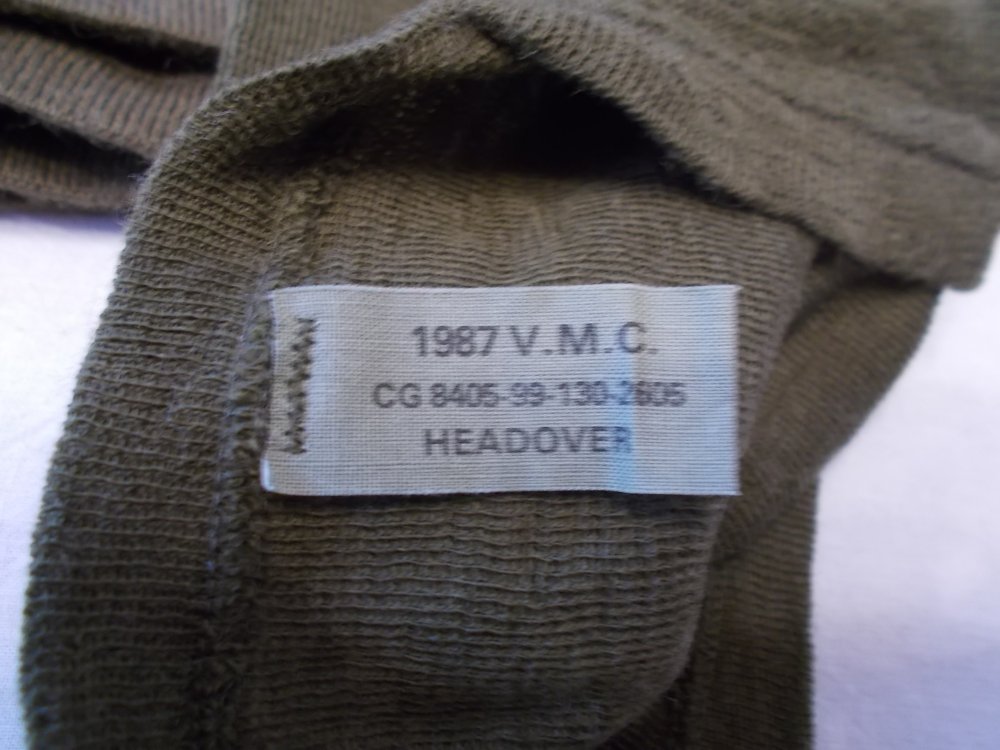 1987 V.M.C.
CG 8405-99-130-2605
HEADOVER